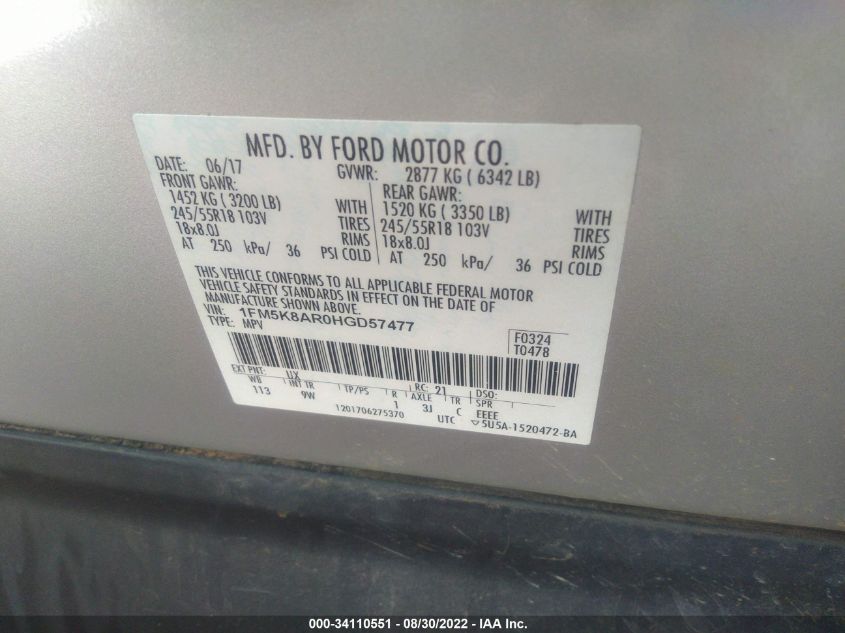 MFD. BY FORD MOTOR CO.
DATE: 06/17 GVWR: 2877 KG ( 6342 LB)
FRONT GAWR: REAR GAWR:
1452 KG ( 3200 LB) WITH 1520 KG ( 3350 LB) WITH
245/55R18 103V TIRES 245/55R18 103V TIRES
18x8.0J RIMS 18x8.0J RIMS
AT 250 kPa/ 36 PSI COLD AT 250 kPa/ 36 PSI COLD
THIS VEHICLE CONFORMS TO ALL APPLICABLE FEDERAL MOTOR
VEHICLE SAFETY STANDARDS IN EFFECT ON THE DATE OF
MANUFACTURE SHOWN ABOVE.
VIN: 1FM5K8AR0HGD57477 F0324
TYPE: MPV T0478
EXT PNT: UX RC: 21 DSO:
WB INT TR TP/PS R AXLE TR SPR
113 9W 1 3J C EEEE
1201706275370 UTC ▽5U5A-1520472-BA
000-34110551 - 08/30/2022 - IAA Inc.